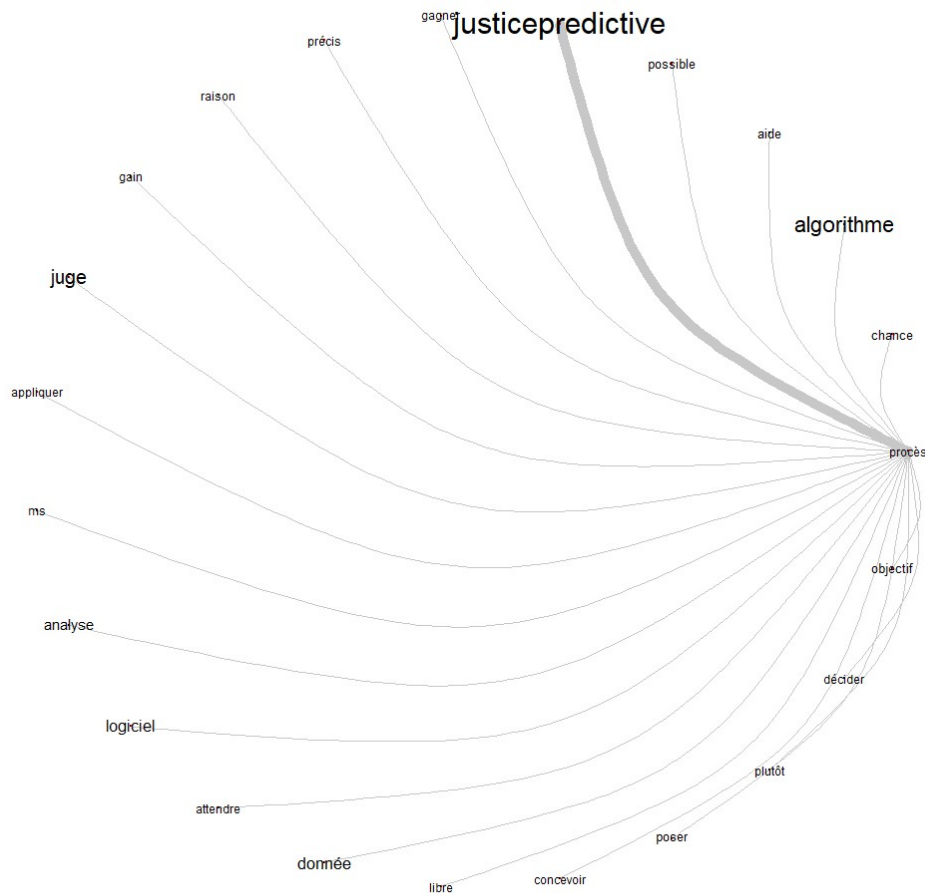 gagner
justicepredictive
précis
possible
raison
aide
gain
algorithme
juge
chance
appliquer
procès
ms
objectif
analyse
décider
logiciel
plutôt
attendre
poser
donnée
concevoir
libre